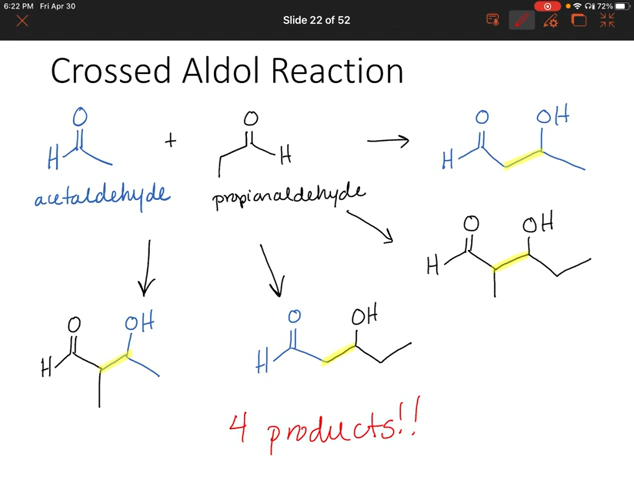 6:22 PM Fri Apr 30
72%
Slide 22 of 52
Crossed Aldol Reaction
O
H
acetaldehyde
+
O
H
propionaldehyde
O OH
H
O OH
H
O OH
H
O OH
H
4 products!!